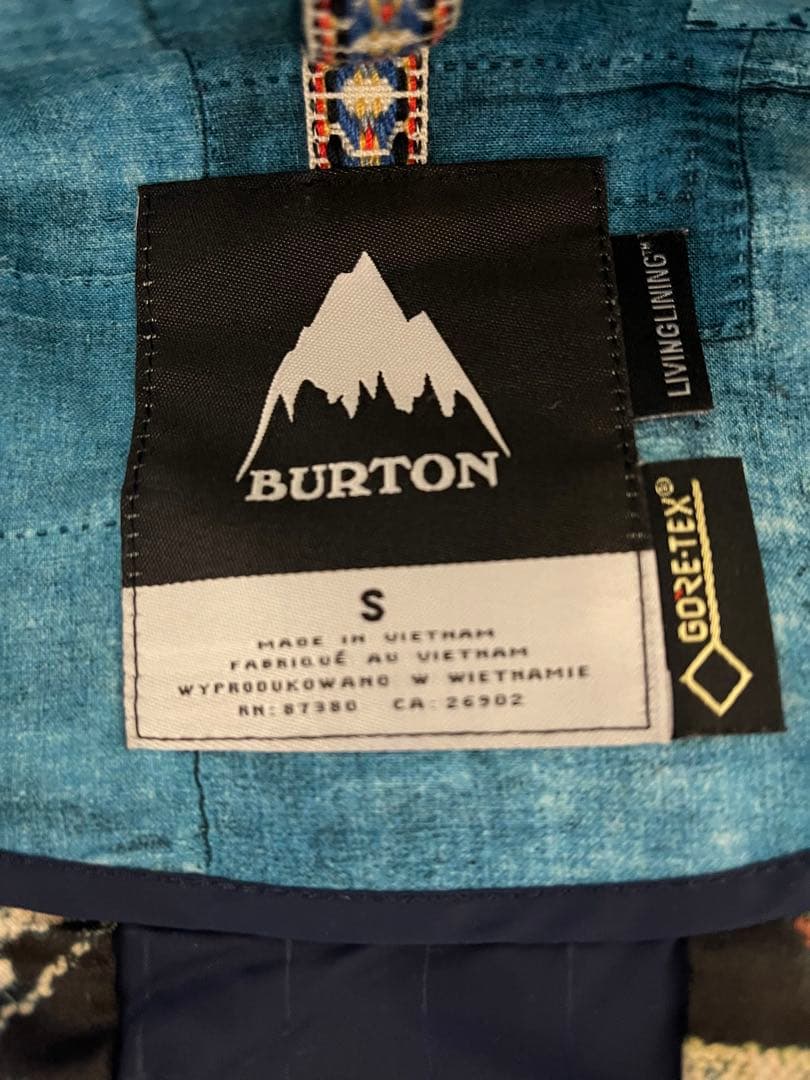 BURTON
S
MADE IN VIETNAM
FABRIQUÉ AU VIETNAM
WYPRODUKOWANO W WIETNAMIE
RN: 87380 CA: 26902
LIVINGLINING™
GORE-TEX®